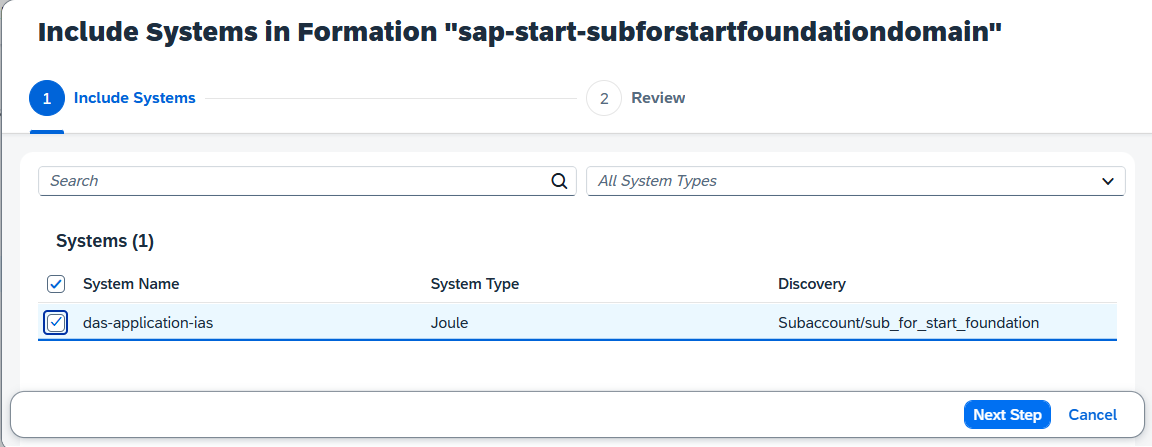 Include Systems in Formation "sap-start-subforstartfoundationdomain"
1 Include Systems 2 Review
Search All System Types
Systems (1)
System Name System Type Discovery
das-application-ias Joule Subaccount/sub_for_start_foundation
Next Step Cancel